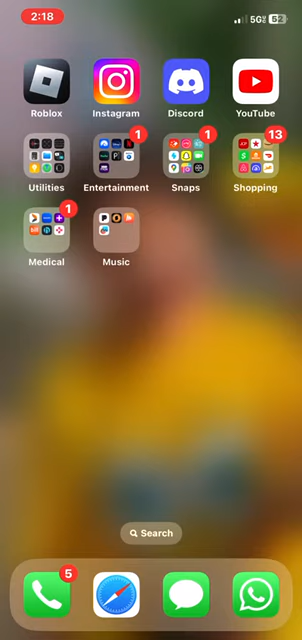 2:18 5G 62
Roblox Instagram Discord YouTube
1 1 13
Utilities Entertainment Snaps Shopping
1
Medical Music
Search
5